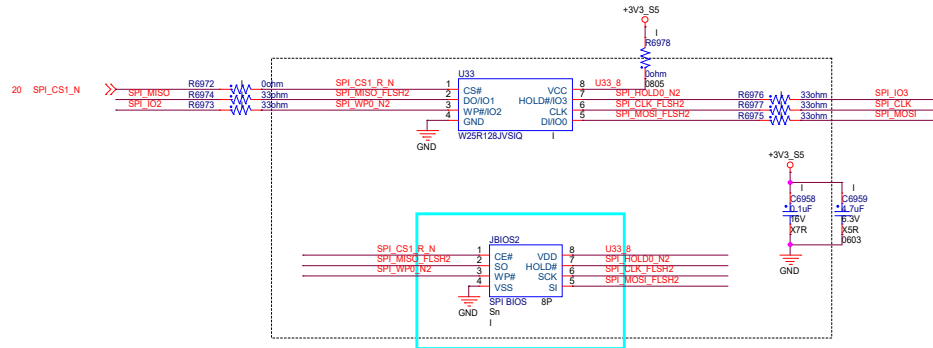 +3V3_S5
I
R6978
0ohm
0805
20 SPI_CS1_N
R6972 I 0ohm SPI_CS1_R_N
SPI_MISO R6974 33ohm SPI_MISO_FLSH2
SPI_IO2 R6973 33ohm SPI_WP0_N2
U33
1 CS# VCC 8 U33_8
2 DO/IO1 HOLD#/IO3 7 SPI_HOLD0_N2 R6976 I 33ohm SPI_IO3
3 WP#/IO2 CLK 6 SPI_CLK_FLSH2 R6977 33ohm SPI_CLK
4 GND DI/IO0 5 SPI_MOSI_FLSH2 R6975 33ohm SPI_MOSI
W25R128JVSIQ I
GND
+3V3_S5
I I
C6958 C6959
0.1uF 4.7uF
16V 6.3V
X7R X5R
0603
GND
JBIOS2
SPI_CS1_R_N 1 CE# VDD 8 U33_8
SPI_MISO_FLSH2 2 SO HOLD# 7 SPI_HOLD0_N2
SPI_WP0_N2 3 WP# SCK 6 SPI_CLK_FLSH2
4 VSS SI 5 SPI_MOSI_FLSH2
GND
SPI BIOS 8P
Sn
I